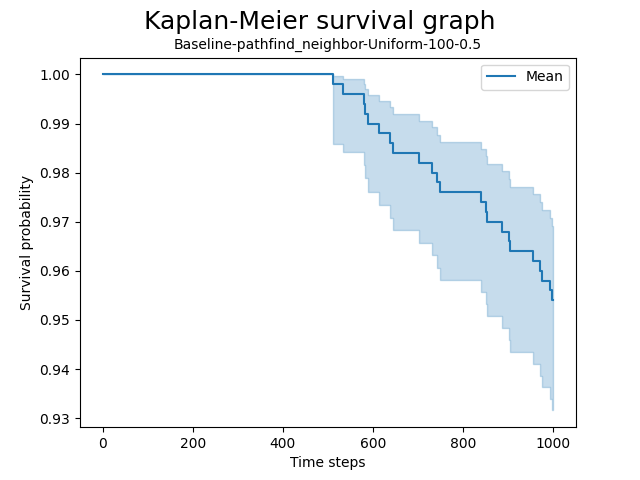 Kaplan-Meier survival graph
Baseline-pathfind_neighbor-Uniform-100-0.5
Mean
Survival probability
1.00
0.99
0.98
0.97
0.96
0.95
0.94
0.93
0
200
400
600
800
1000
Time steps